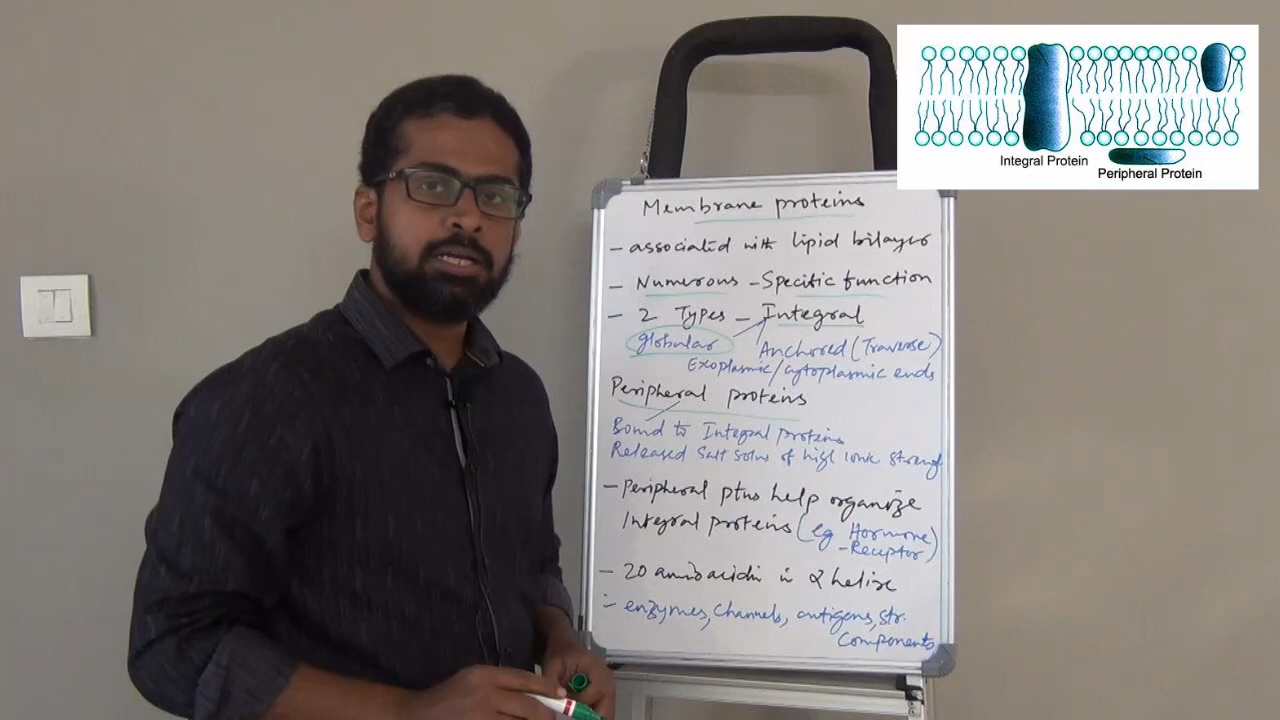 Integral Protein
Peripheral Protein
Membrane proteins
- associated with lipid bilayer
- Numerous - Specific function
- 2 Types - Integral
globular
Anchored (Traverse)
Exoplasmic/cytoplasmic ends
Peripheral proteins
Bound to Integral proteins
Released Salt Solns of high Ionic strength
- Peripheral ptns help organize
Integral proteins (eg Hormone
-Receptor)
- 20 aminoacids in α helix
:- enzymes, channels, antigens, str.
Components